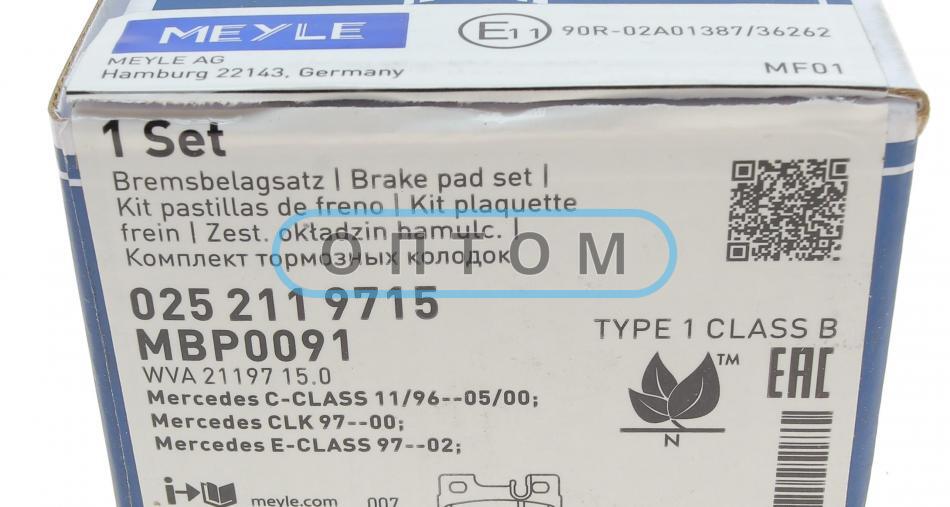 MEYLE
E11 90R-02A01387/36262
MEYLE AG
Hamburg 22143, Germany
MF01
1 Set
Bremsbelagsatz | Brake pad set |
Kit pastillas de freno | Kit plaquette
frein | Zest. okładzin hamulc. |
Комплект тормозных колодок
ОПТОМ
025 211 9715
MBP0091
WVA 21197 15.0
TYPE 1 CLASS B
Mercedes C-CLASS 11/96--05/00;
Mercedes CLK 97--00;
Mercedes E-CLASS 97--02;
TM
EAC
N
i
meyle.com 007